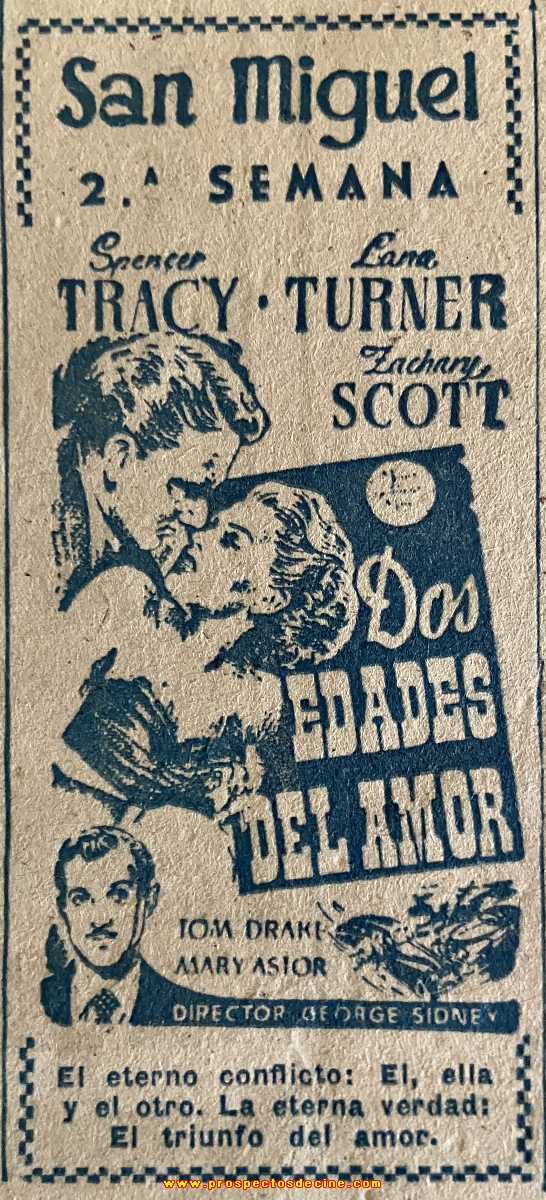 San Miguel
2.ª SEMANA
Spencer
TRACY · 
Lana
TURNER
Zachary
SCOTT
Dos
EDADES
DEL AMOR
TOM DRAKE
MARY ASTOR
DIRECTOR GEORGE SIDNEY
El eterno conflicto: El, ella
y el otro. La eterna verdad:
El triunfo del amor.
www.prospectosdecine.com